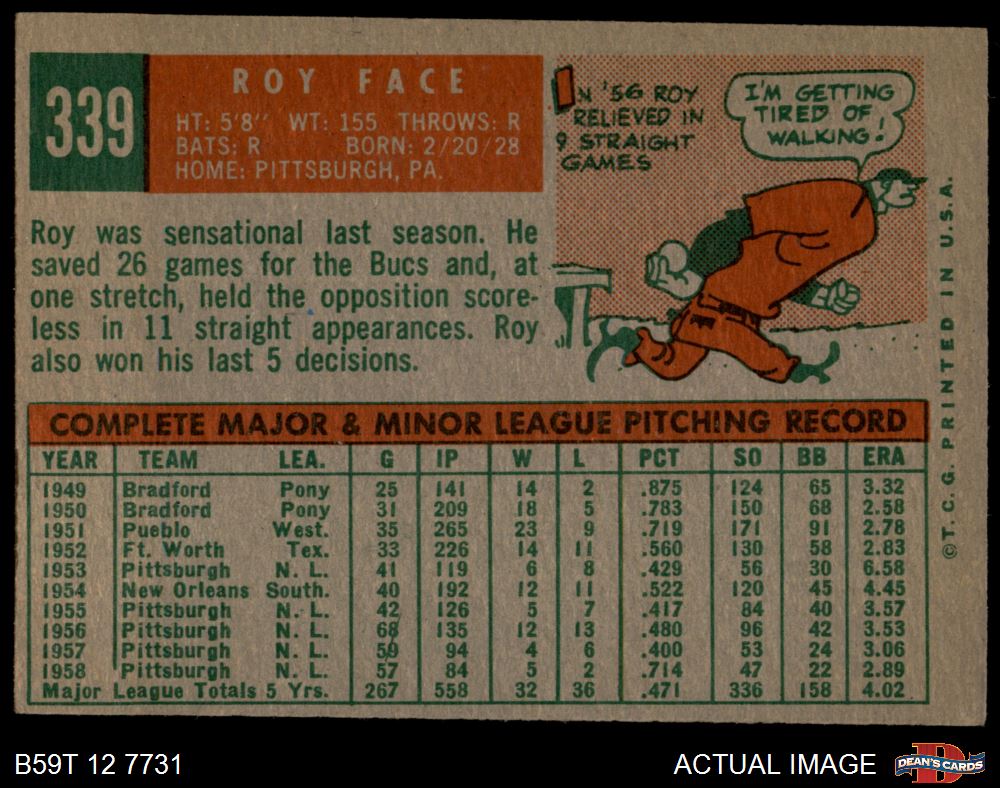 339
ROY FACE
HT: 5'8" WT: 155 THROWS: R
BATS: R BORN: 2/20/28
HOME: PITTSBURGH, PA.
IN '56 ROY
RELIEVED IN
9 STRAIGHT
GAMES
I'M GETTING
TIRED OF
WALKING!
Roy was sensational last season. He
saved 26 games for the Bucs and, at
one stretch, held the opposition score-
less in 11 straight appearances. Roy
also won his last 5 decisions.
COMPLETE MAJOR & MINOR LEAGUE PITCHING RECORD
YEAR TEAM LEA. G IP W L PCT SO BB ERA
1949 Bradford Pony 25 141 14 2 .875 124 65 3.32
1950 Bradford Pony 31 209 18 5 .783 150 68 2.58
1951 Pueblo West. 35 265 23 9 .719 171 91 2.78
1952 Ft. Worth Tex. 33 226 14 11 .560 130 58 2.83
1953 Pittsburgh N. L. 41 119 6 8 .429 56 30 6.58
1954 New Orleans South. 40 192 12 11 .522 120 45 4.45
1955 Pittsburgh N. L. 42 126 5 7 .417 84 40 3.57
1956 Pittsburgh N. L. 68 135 12 13 .480 96 42 3.53
1957 Pittsburgh N. L. 59 94 4 6 .400 53 24 3.06
1958 Pittsburgh N. L. 57 84 5 2 .714 47 22 2.89
Major League Totals 5 Yrs. 267 558 32 36 .471 336 158 4.02
©T.C.G. PRINTED IN U.S.A.
B59T 12 7731
ACTUAL IMAGE
DEAN'S CARDS